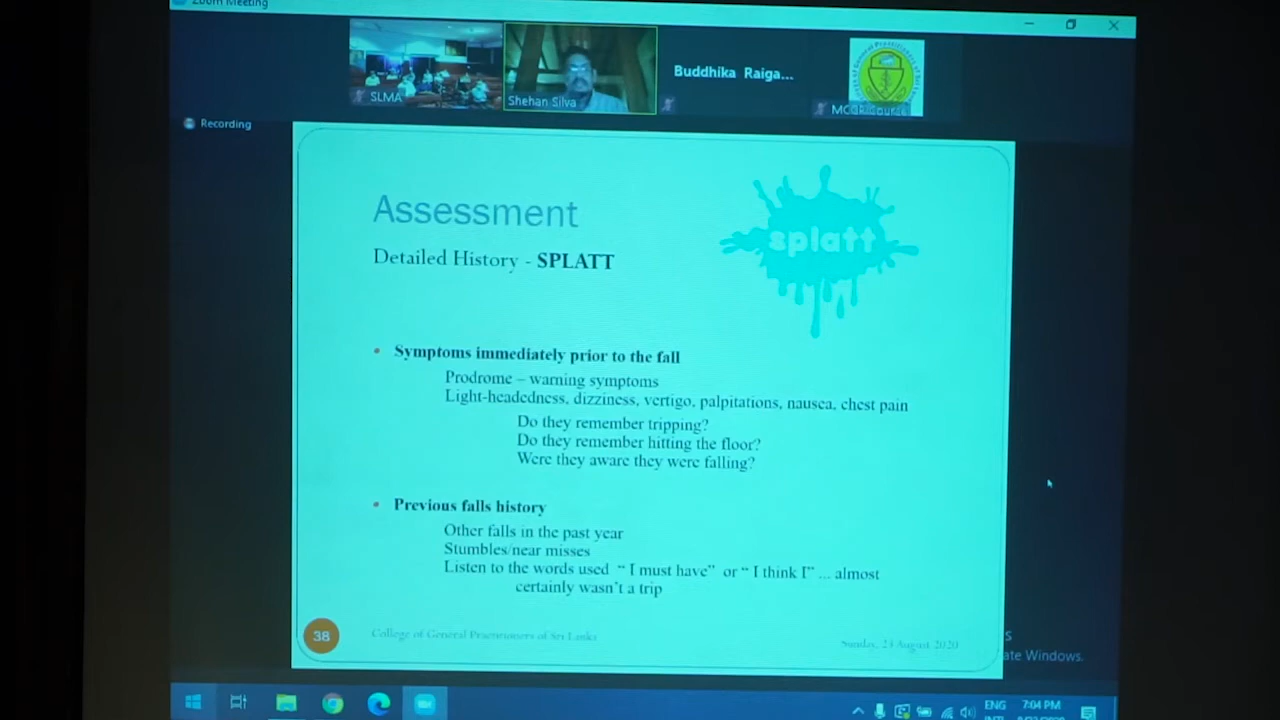 Zoom Meeting
SLMA
Shehan Silva
Buddhika Raiga...
Recording
Assessment
splatt
Detailed History - SPLATT
• Symptoms immediately prior to the fall
Prodrome – warning symptoms
Light-headedness, dizziness, vertigo, palpitations, nausea, chest pain
Do they remember tripping?
Do they remember hitting the floor?
Were they aware they were falling?
• Previous falls history
Other falls in the past year
Stumbles/near misses
Listen to the words used “ I must have” or “ I think I” ... almost
certainly wasn't a trip
38
College of General Practitioners of Sri Lanka
Sunday, 23 August 2020
ate Windows.
ENG
7:04 PM